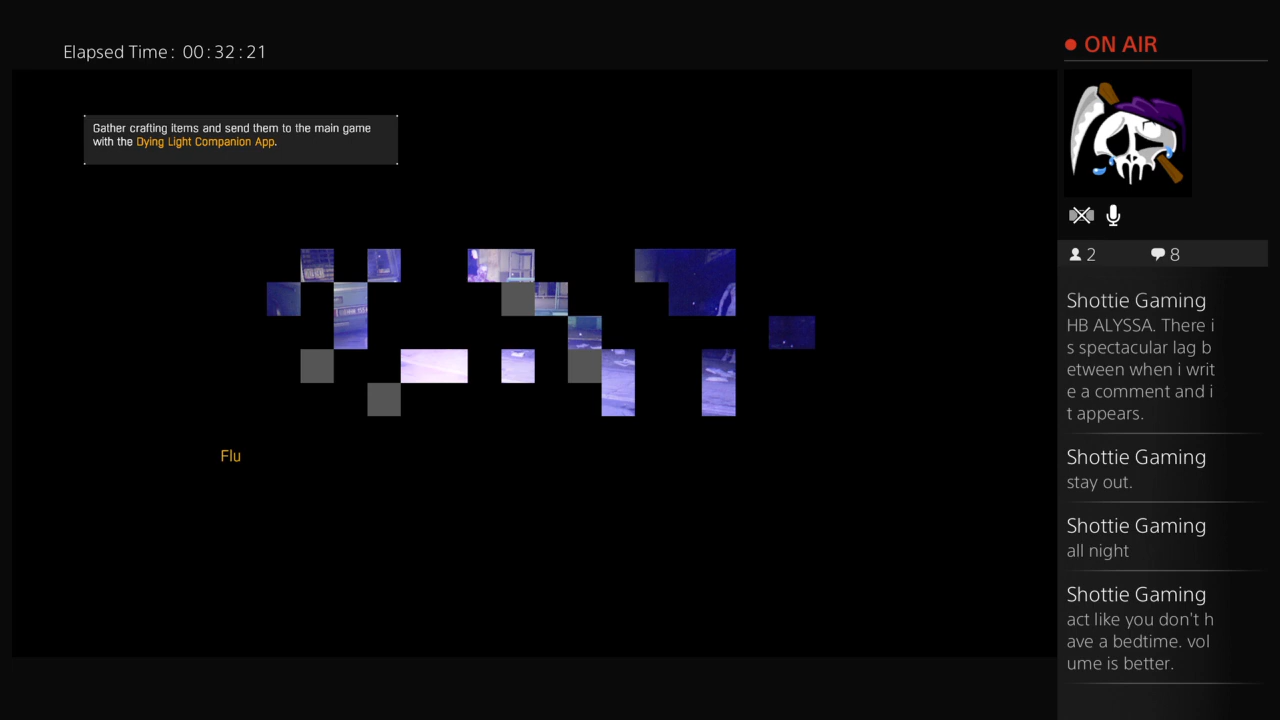 Elapsed Time: 00:32:21
ON AIR
Gather crafting items and send them to the main game
with the Dying Light Companion App.
2
8
Shottie Gaming
HB ALYSSA. There i
s spectacular lag b
etween when i writ
e a comment and i
t appears.
Shottie Gaming
stay out.
Shottie Gaming
all night
Shottie Gaming
act like you don't h
ave a bedtime. vol
ume is better.
Flu